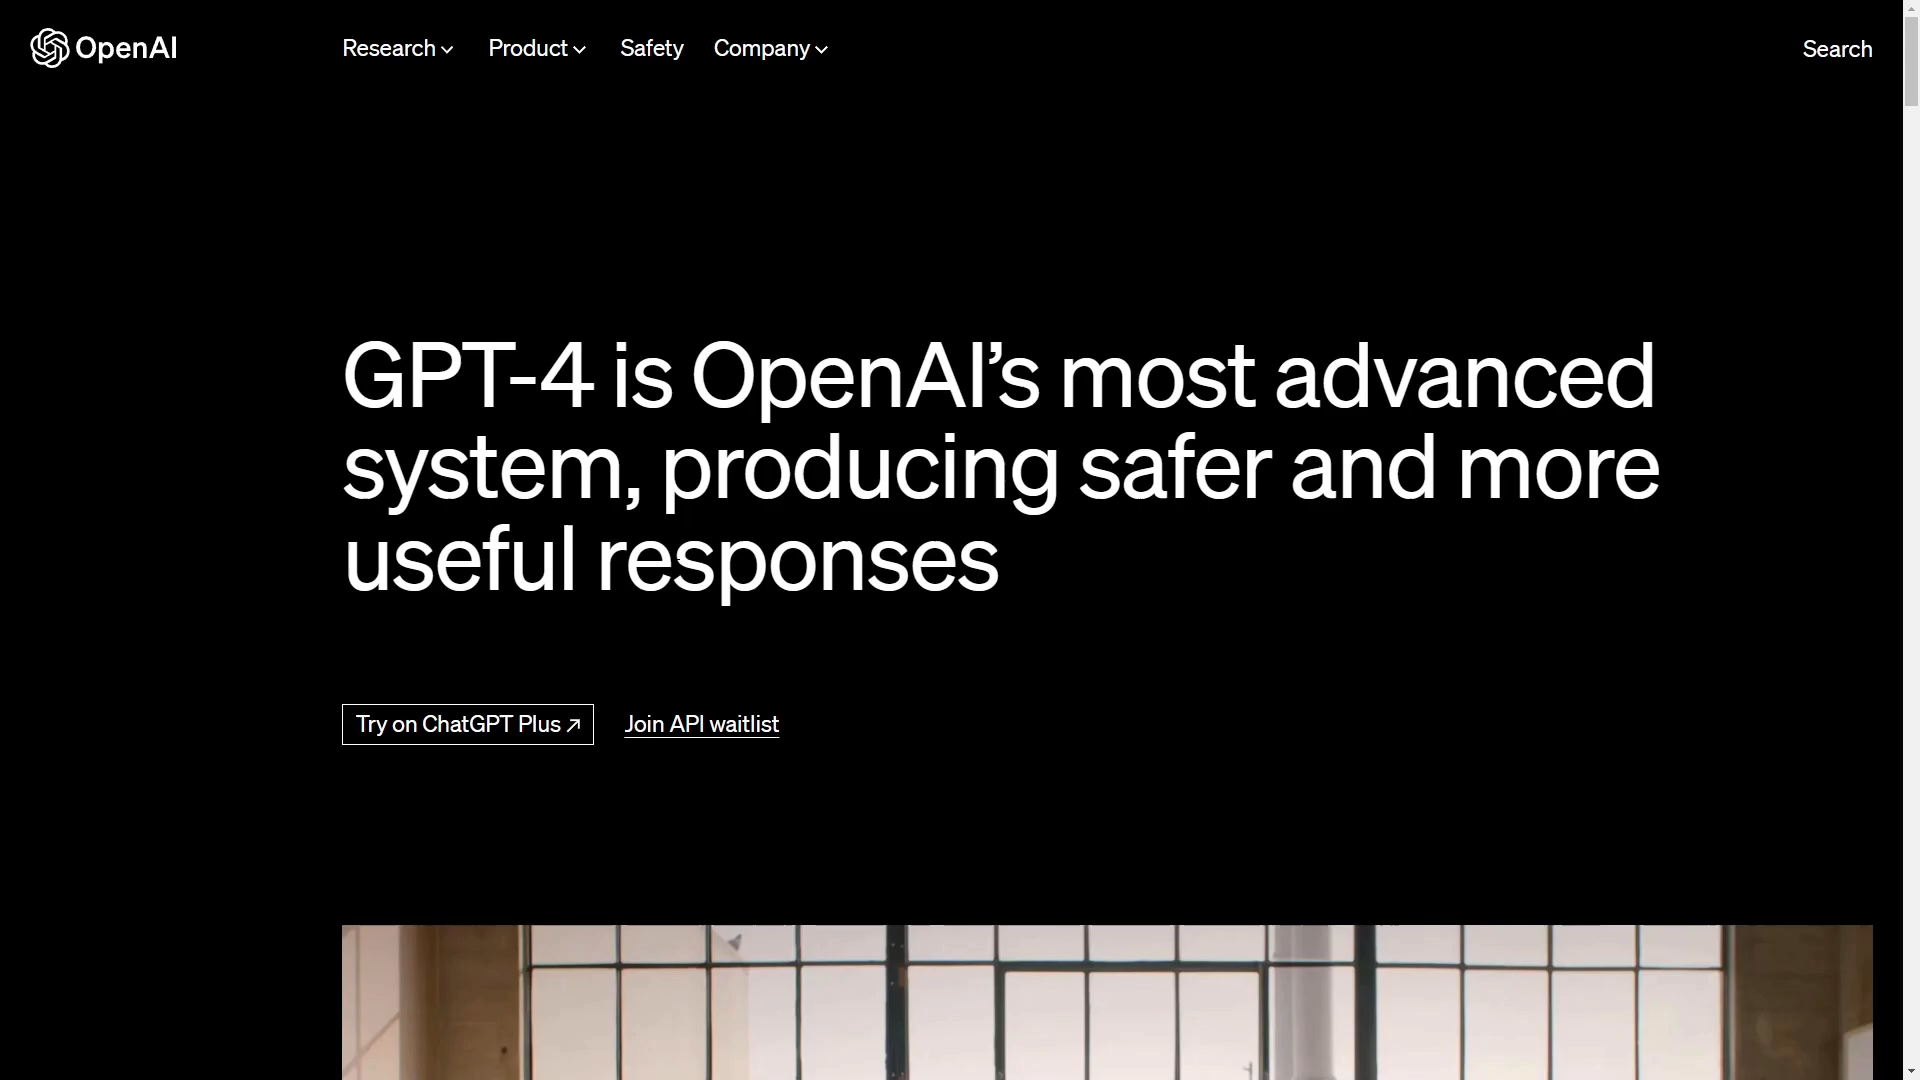 OpenAI
Research
Product
Safety
Company
Search
GPT-4 is OpenAI’s most advanced
system, producing safer and more
useful responses
Try on ChatGPT Plus ↗
Join API waitlist